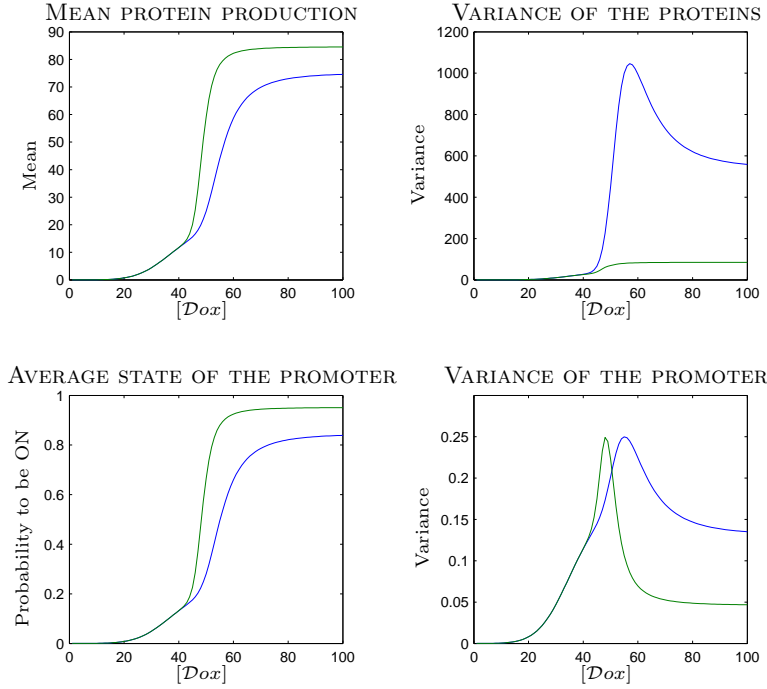 MEAN PROTEIN PRODUCTION
90
80
70
60
50
40
30
20
10
0
Mean
0 20 40 60 80 100
[Dox]
VARIANCE OF THE PROTEINS
1200
1000
800
600
400
200
0
Variance
0 20 40 60 80 100
[Dox]
AVERAGE STATE OF THE PROMOTER
1
0.8
0.6
0.4
0.2
0
Probability to be ON
0 20 40 60 80 100
[Dox]
VARIANCE OF THE PROMOTER
0.25
0.2
0.15
0.1
0.05
0
Variance
0 20 40 60 80 100
[Dox]